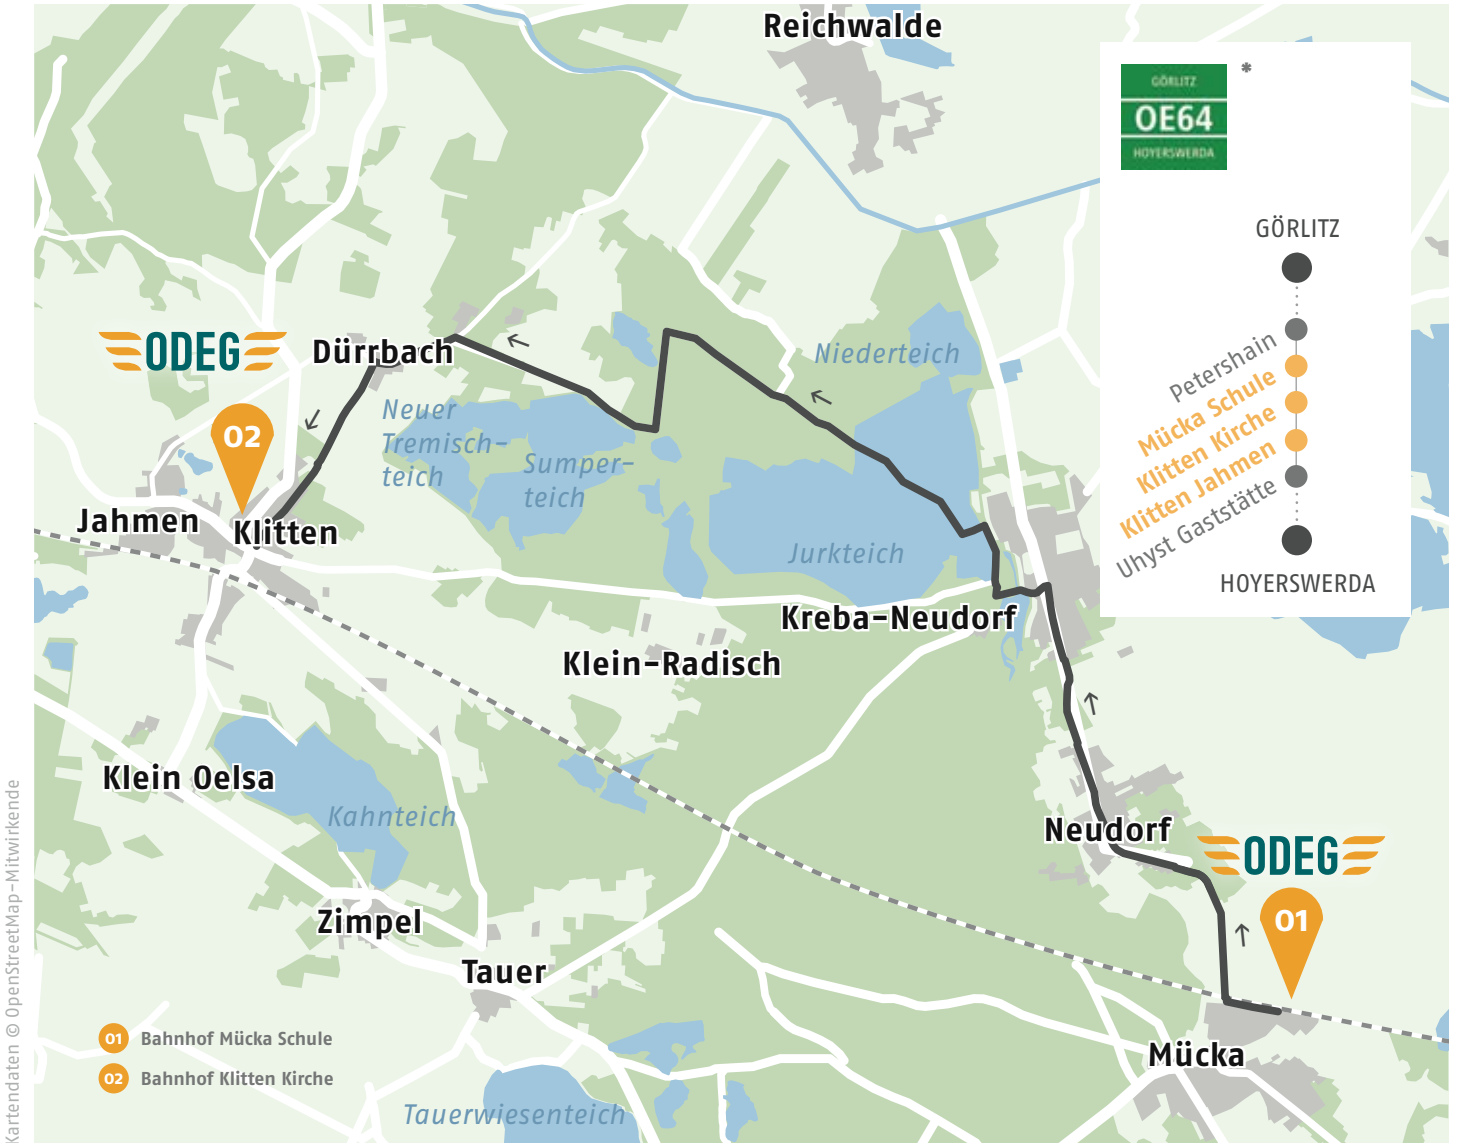 Reichwalde
GÖRLITZ
OE64
HOYERSWERDA
*
GÖRLITZ
Petershain
Mücka Schule
Klitten Kirche
Klitten Jahmen
Uhyst Gaststätte
HOYERSWERDA
ODEG
Dürrbach
Niederteich
02
Neuer
Tremisch-
teich
Sumper-
teich
Jahmen
Klitten
Jurkteich
Kreba-Neudorf
Klein-Radisch
Klein Oelsa
Kahnteich
Neudorf
ODEG
01
Zimpel
Tauer
Mücka
Tauerwiesenteich
01 Bahnhof Mücka Schule
02 Bahnhof Klitten Kirche
Kartendaten © OpenStreetMap-Mitwirkende